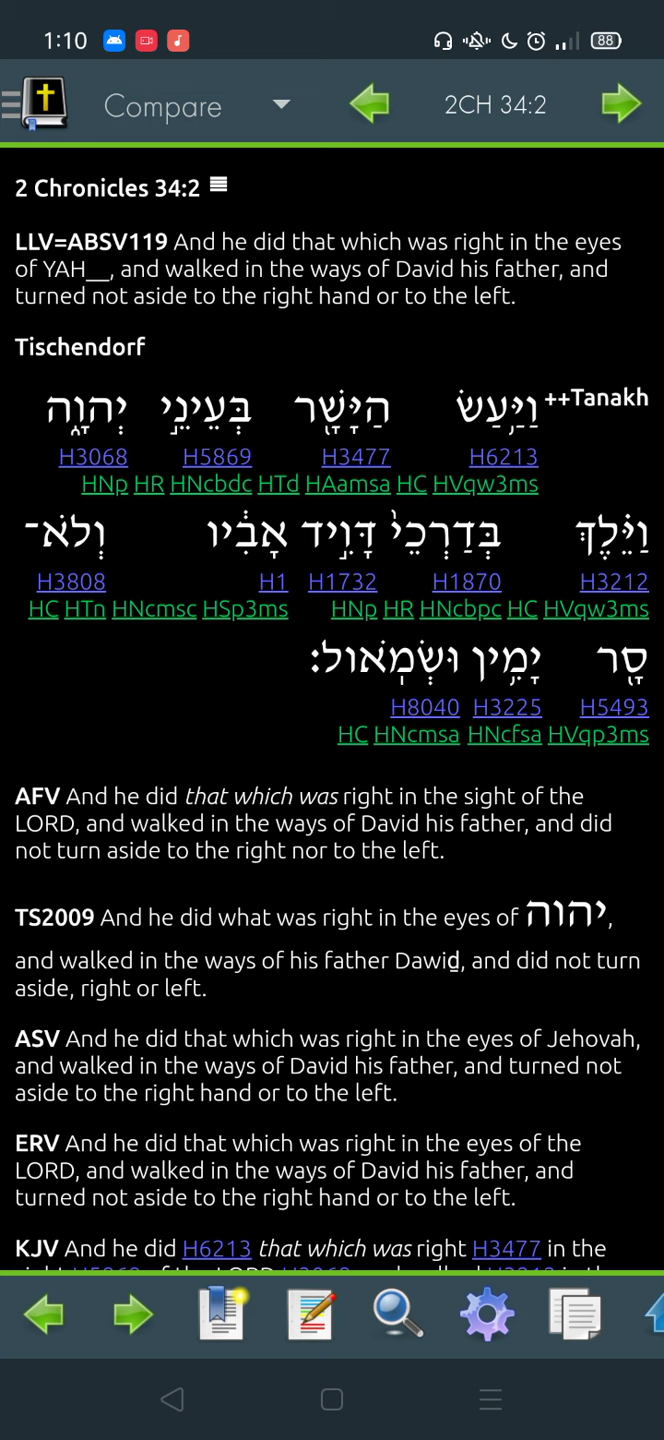 1:10
88
Compare
2CH 34:2
2 Chronicles 34:2
LLV=ABSV119 And he did that which was right in the eyes
of YAH__, and walked in the ways of David his father, and
turned not aside to the right hand or to the left.
Tischendorf
++Tanakh וַיַּ֥עַשׂ הַיָּשָׁ֖ר בְּעֵינֵ֣י יְהוָ֑ה
H3068 H5869 H3477 H6213
HNp HR HNcbdc HTd HAamsa HC HVqw3ms
וַיֵּ֗לֶךְ בְּדַרְכֵי֙ דָּוִ֣יד אָבִ֔יו וְלֹא־
H3808 H1 H1732 H1870 H3212
HC HTn HNcmsc HSp3ms HNp HR HNcbpc HC HVqw3ms
סָ֖ר יָמִ֥ין וּשְׂמֹֽאול׃
H8040 H3225 H5493
HC HNcmsa HNcfsa HVqp3ms
AFV And he did that which was right in the sight of the
LORD, and walked in the ways of David his father, and did
not turn aside to the right nor to the left.
TS2009 And he did what was right in the eyes of יהוה,
and walked in the ways of his father Dawiḏ, and did not turn
aside, right or left.
ASV And he did that which was right in the eyes of Jehovah,
and walked in the ways of David his father, and turned not
aside to the right hand or to the left.
ERV And he did that which was right in the eyes of the
LORD, and walked in the ways of David his father, and
turned not aside to the right hand or to the left.
KJV And he did H6213 that which was right H3477 in the